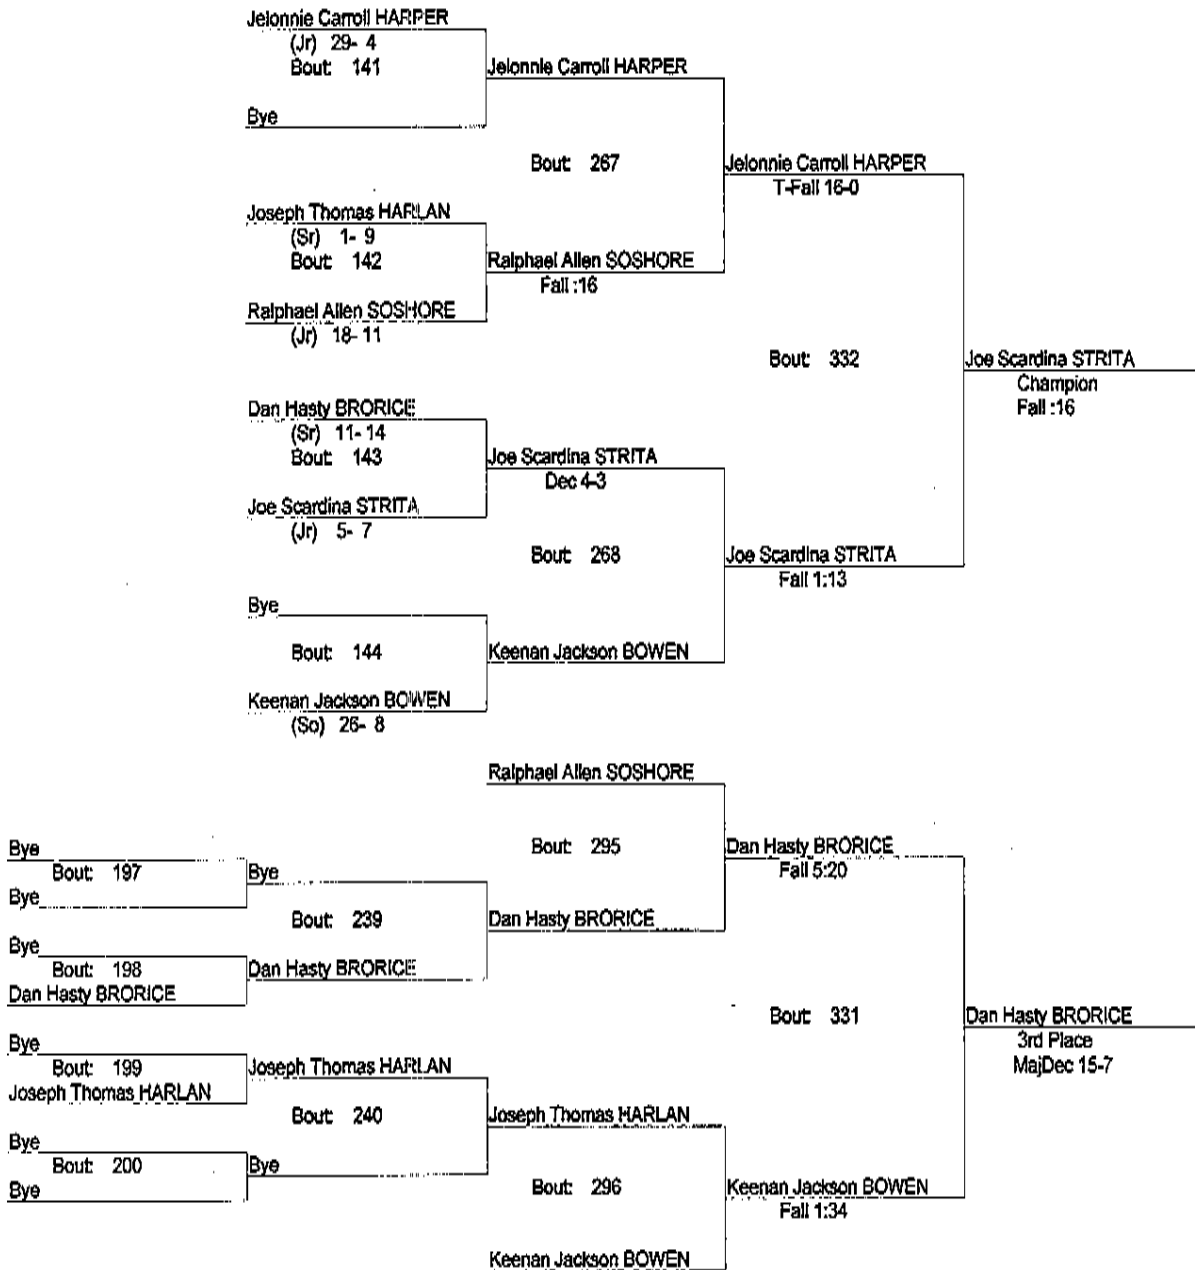 Jelonnie Carroll HARPER
(Jr) 29- 4
Bout: 141
Jelonnie Carroll HARPER
Bye
Bout: 267
Jelonnie Carroll HARPER
T-Fall 16-0
Joseph Thomas HARLAN
(Sr) 1- 9
Bout: 142
Ralphael Allen SOSHORE
Fall :16
Ralphael Allen SOSHORE
(Jr) 18- 11
Bout: 332
Joe Scardina STRITA
Champion
Fall :16
Dan Hasty BRORICE
(Sr) 11- 14
Bout: 143
Joe Scardina STRITA
Dec 4-3
Joe Scardina STRITA
(Jr) 5- 7
Bout: 268
Joe Scardina STRITA
Fall 1:13
Bye
Bout: 144
Keenan Jackson BOWEN
Keenan Jackson BOWEN
(So) 26- 8
Ralphael Allen SOSHORE
Bye
Bout: 197
Bye
Bye
Bout: 295
Dan Hasty BRORICE
Fall 5:20
Bout: 239
Dan Hasty BRORICE
Bye
Bout: 198
Dan Hasty BRORICE
Dan Hasty BRORICE
Bout: 331
Dan Hasty BRORICE
3rd Place
MajDec 15-7
Bye
Bout: 199
Joseph Thomas HARLAN
Joseph Thomas HARLAN
Bout: 240
Joseph Thomas HARLAN
Bye
Bout: 200
Bye
Bye
Bout: 296
Keenan Jackson BOWEN
Fall 1:34
Keenan Jackson BOWEN